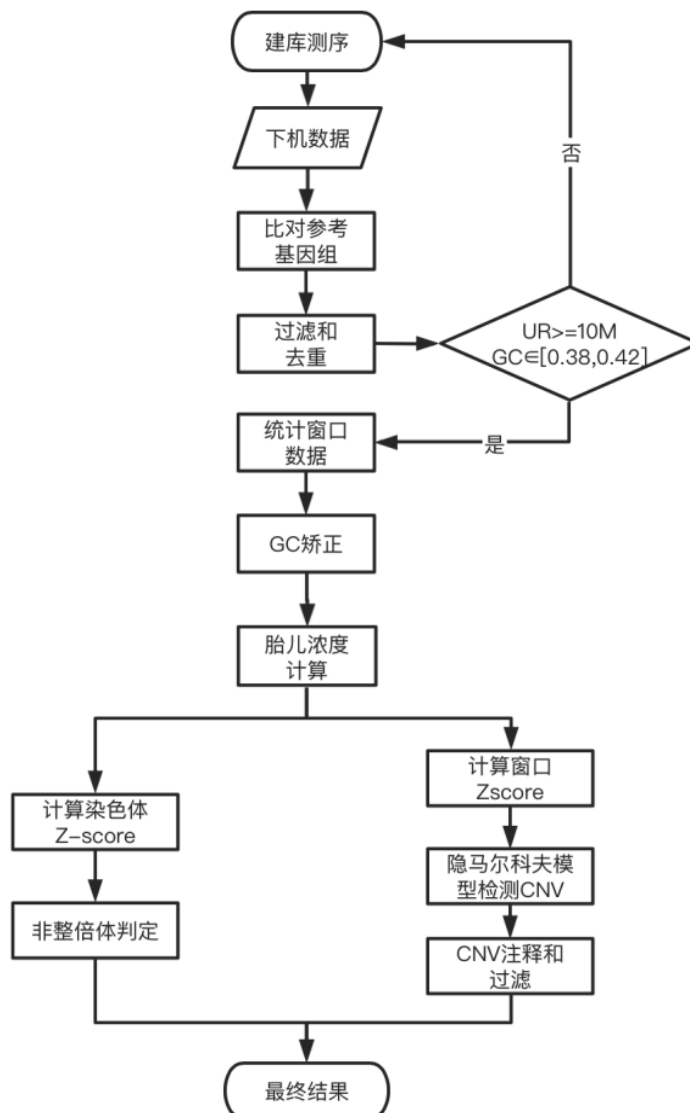 建库测序
下机数据
否
比对参考
基因组
过滤和
去重
UR>=10M
GC∈[0.38,0.42]
统计窗口
数据
是
GC矫正
胎儿浓度
计算
计算染色体
Z-score
非整倍体判定
计算窗口
Zscore
隐马尔科夫模
型检测CNV
CNV注释和
过滤
最终结果